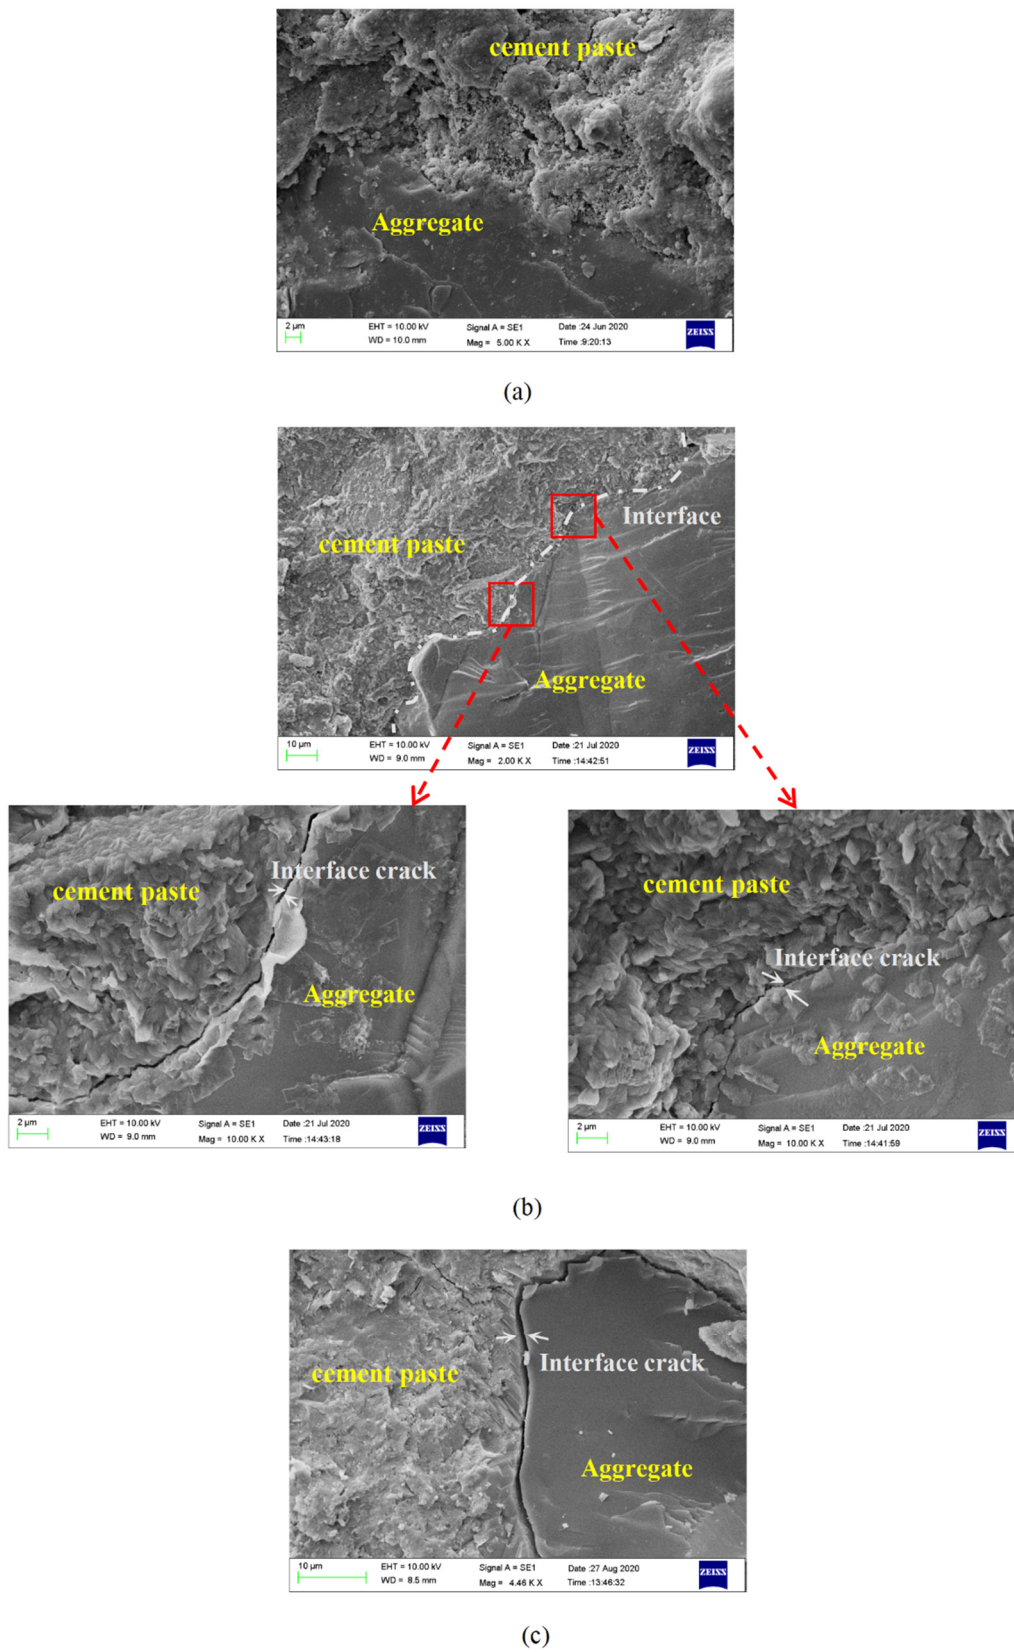 cement paste
Aggregate
2 µm
EHT = 10.00 kV
Signal A = SE1
Date :24 Jun 2020
WD = 10.0 mm
Mag = 5.00 K X
Time :9:20:13
ZEISS
(a)
Interface
cement paste
Aggregate
10 µm
EHT = 10.00 kV
Signal A = SE1
Date :21 Jul 2020
WD = 9.0 mm
Mag = 2.00 K X
Time :14:42:51
ZEISS
Interface crack
cement paste
Aggregate
2 µm
EHT = 10.00 kV
Signal A = SE1
Date :21 Jul 2020
WD = 9.0 mm
Mag = 10.00 K X
Time :14:43:18
ZEISS
cement paste
Interface crack
Aggregate
2 µm
EHT = 10.00 kV
Signal A = SE1
Date :21 Jul 2020
WD = 9.0 mm
Mag = 10.00 K X
Time :14:41:59
ZEISS
(b)
cement paste
Interface crack
Aggregate
10 µm
EHT = 10.00 kV
Signal A = SE1
Date :27 Aug 2020
WD = 8.5 mm
Mag = 4.46 K X
Time :13:46:32
ZEISS
(c)